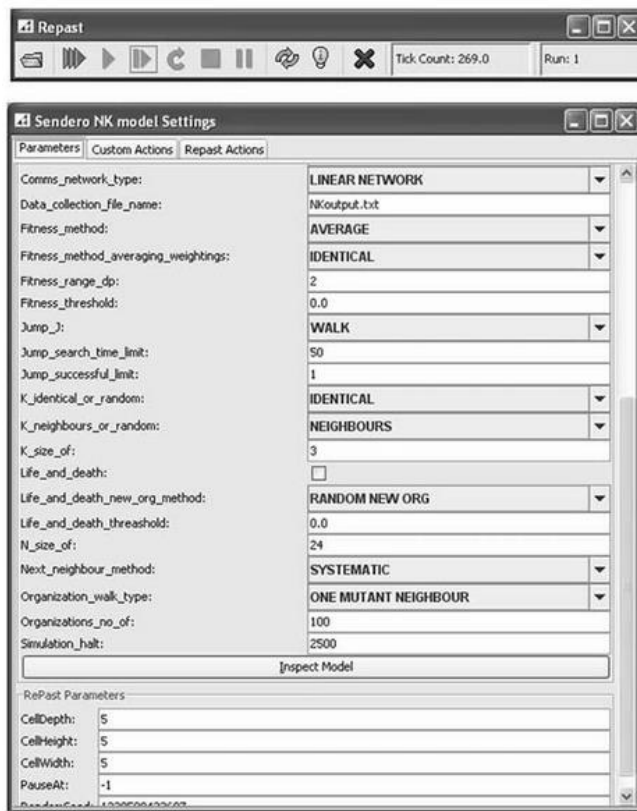 Repast
Tick Count: 269.0
Run: 1
Sendero NK model Settings
Parameters Custom Actions Repast Actions
Comms_network_type: LINEAR NETWORK
Data_collection_file_name: NKoutput.txt
Fitness_method: AVERAGE
Fitness_method_averaging_weightings: IDENTICAL
Fitness_range_dp: 2
Fitness_threshold: 0.0
Jump_J: WALK
Jump_search_time_limit: 50
Jump_successful_limit: 1
K_identical_or_random: IDENTICAL
K_neighbours_or_random: NEIGHBOURS
K_size_of: 3
Life_and_death:
Life_and_death_new_org_method: RANDOM NEW ORG
Life_and_death_threashold: 0.0
N_size_of: 24
Next_neighbour_method: SYSTEMATIC
Organization_walk_type: ONE MUTANT NEIGHBOUR
Organizations_no_of: 100
Simulation_halt: 2500
Inspect Model
RePast Parameters
CellDepth: 5
CellHeight: 5
CellWidth: 5
PauseAt: -1